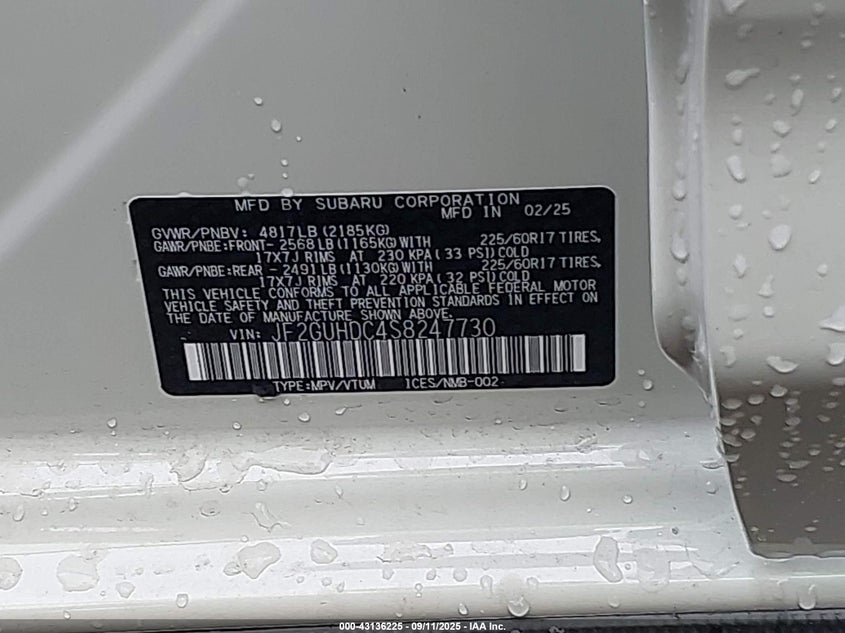 MFD BY SUBARU CORPORATION
MFD IN 02/25
GVWR/PNBV: 4817LB (2185KG)
GAWR/PNBE:FRONT- 2568LB (1165KG) WITH 225/60R17 TIRES,
17X7J RIMS AT 230 KPA (33 PSI) COLD
GAWR/PNBE:REAR - 2491LB (1130KG) WITH 225/60R17 TIRES,
17X7J RIMS AT 220 KPA (32 PSI) COLD
THIS VEHICLE CONFORMS TO ALL APPLICABLE FEDERAL MOTOR
VEHICLE SAFETY AND THEFT PREVENTION STANDARDS IN EFFECT ON
THE DATE OF MANUFACTURE SHOWN ABOVE.
VIN: JF2GUHDC4S8247730
TYPE:MPV/VTUM ICES/NMB-002
000-43136225 - 09/11/2025 - IAA Inc.